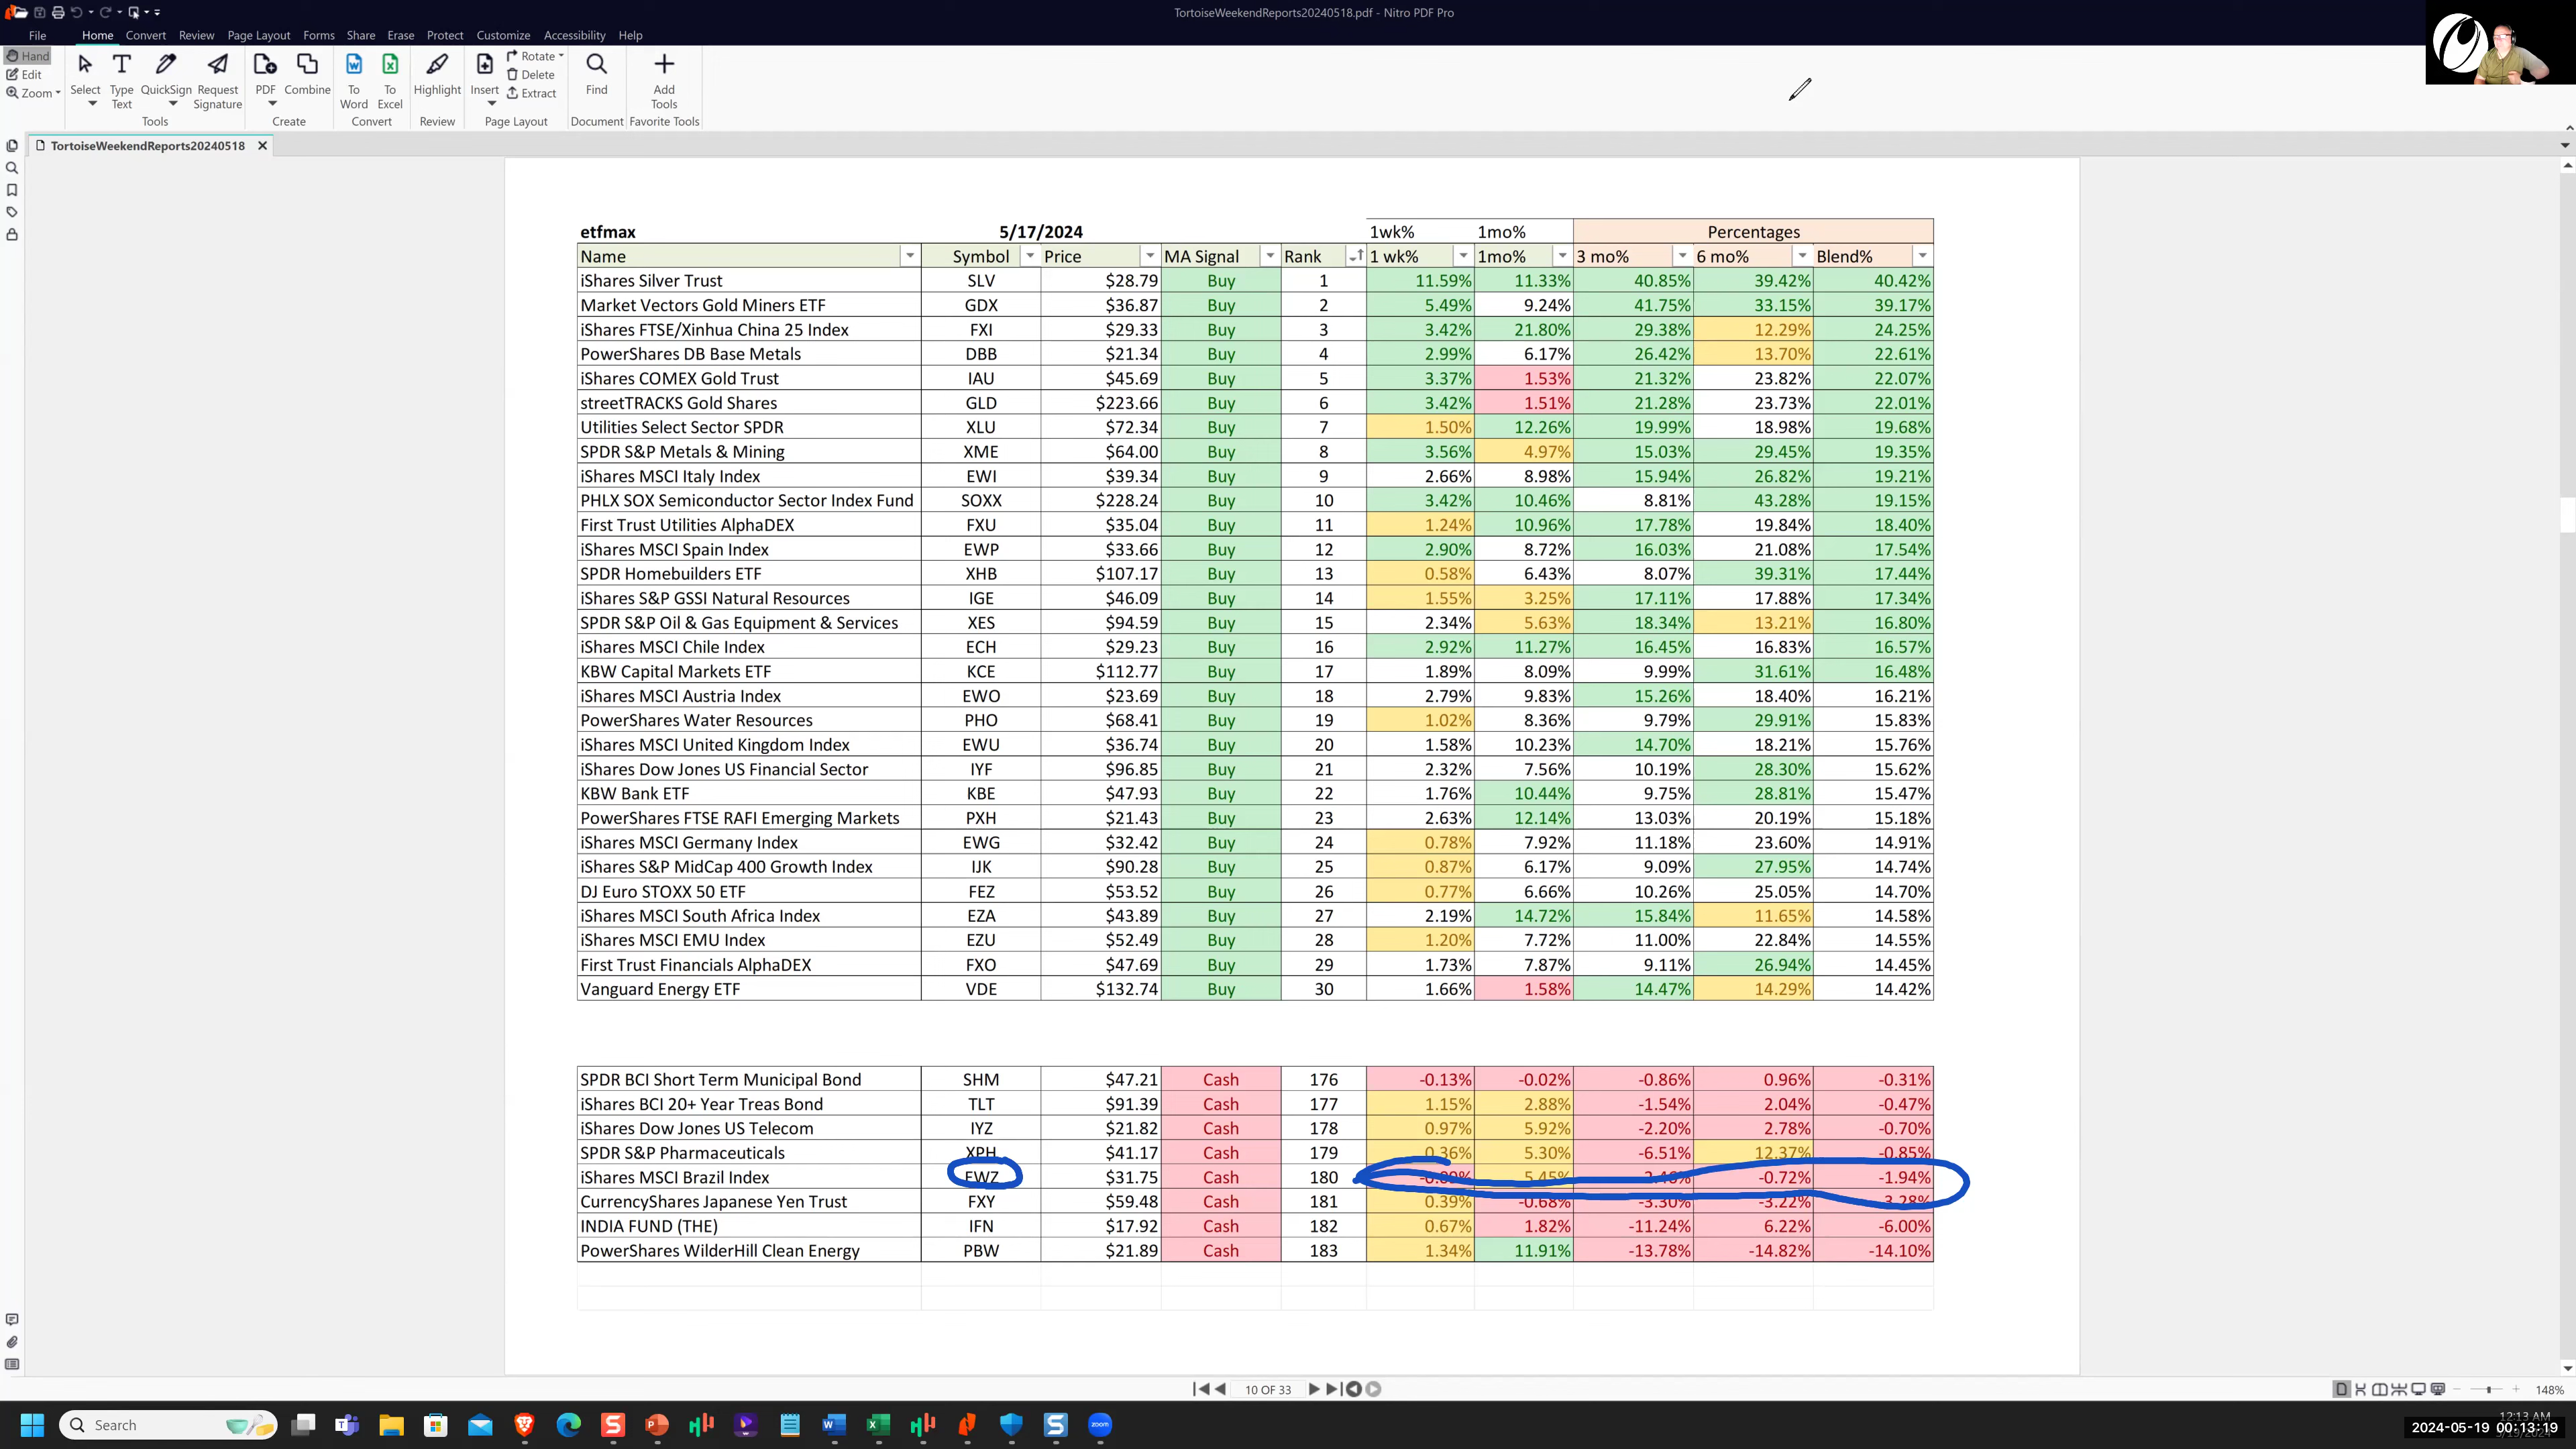 TortoiseWeekendReports20240518.pdf - Nitro PDF Pro
File Home Convert Review Page Layout Forms Share Erase Protect Customize Accessibility Help
Hand
Edit
Zoom
Select
Type Text
QuickSign
Request Signature
Tools
PDF
Combine
Create
To Word
To Excel
Convert
Highlight
Review
Insert
Rotate
Delete
Extract
Page Layout
Find
Document
Add Tools
Favorite Tools
TortoiseWeekendReports20240518
etfmax 5/17/2024 1wk% 1mo% Percentages
Name Symbol Price MA Signal Rank 1 wk% 1mo% 3 mo% 6 mo% Blend%
iShares Silver Trust SLV $28.79 Buy 1 11.59% 11.33% 40.85% 39.42% 40.42%
Market Vectors Gold Miners ETF GDX $36.87 Buy 2 5.49% 9.24% 41.75% 33.15% 39.17%
iShares FTSE/Xinhua China 25 Index FXI $29.33 Buy 3 3.42% 21.80% 29.38% 12.29% 24.25%
PowerShares DB Base Metals DBB $21.34 Buy 4 2.99% 6.17% 26.42% 13.70% 22.61%
iShares COMEX Gold Trust IAU $45.69 Buy 5 3.37% 1.53% 21.32% 23.82% 22.07%
streetTRACKS Gold Shares GLD $223.66 Buy 6 3.42% 1.51% 21.28% 23.73% 22.01%
Utilities Select Sector SPDR XLU $72.34 Buy 7 1.50% 12.26% 19.99% 18.98% 19.68%
SPDR S&P Metals & Mining XME $64.00 Buy 8 3.56% 4.97% 15.03% 29.45% 19.35%
iShares MSCI Italy Index EWI $39.34 Buy 9 2.66% 8.98% 15.94% 26.82% 19.21%
PHLX SOX Semiconductor Sector Index Fund SOXX $228.24 Buy 10 3.42% 10.46% 8.81% 43.28% 19.15%
First Trust Utilities AlphaDEX FXU $35.04 Buy 11 1.24% 10.96% 17.78% 19.84% 18.40%
iShares MSCI Spain Index EWP $33.66 Buy 12 2.90% 8.72% 16.03% 21.08% 17.54%
SPDR Homebuilders ETF XHB $107.17 Buy 13 0.58% 6.43% 8.07% 39.31% 17.44%
iShares S&P GSSI Natural Resources IGE $46.09 Buy 14 1.55% 3.25% 17.11% 17.88% 17.34%
SPDR S&P Oil & Gas Equipment & Services XES $94.59 Buy 15 2.34% 5.63% 18.34% 13.21% 16.80%
iShares MSCI Chile Index ECH $29.23 Buy 16 2.92% 11.27% 16.45% 16.83% 16.57%
KBW Capital Markets ETF KCE $112.77 Buy 17 1.89% 8.09% 9.99% 31.61% 16.48%
iShares MSCI Austria Index EWO $23.69 Buy 18 2.79% 9.83% 15.26% 18.40% 16.21%
PowerShares Water Resources PHO $68.41 Buy 19 1.02% 8.36% 9.79% 29.91% 15.83%
iShares MSCI United Kingdom Index EWU $36.74 Buy 20 1.58% 10.23% 14.70% 18.21% 15.76%
iShares Dow Jones US Financial Sector IYF $96.85 Buy 21 2.32% 7.56% 10.19% 28.30% 15.62%
KBW Bank ETF KBE $47.93 Buy 22 1.76% 10.44% 9.75% 28.81% 15.47%
PowerShares FTSE RAFI Emerging Markets PXH $21.43 Buy 23 2.63% 12.14% 13.03% 20.19% 15.18%
iShares MSCI Germany Index EWG $32.42 Buy 24 0.78% 7.92% 11.18% 23.60% 14.91%
iShares S&P MidCap 400 Growth Index IJK $90.28 Buy 25 0.87% 6.17% 9.09% 27.95% 14.74%
DJ Euro STOXX 50 ETF FEZ $53.52 Buy 26 0.77% 6.66% 10.26% 25.05% 14.70%
iShares MSCI South Africa Index EZA $43.89 Buy 27 2.19% 14.72% 15.84% 11.65% 14.58%
iShares MSCI EMU Index EZU $52.49 Buy 28 1.20% 7.72% 11.00% 22.84% 14.55%
First Trust Financials AlphaDEX FXO $47.69 Buy 29 1.73% 7.87% 9.11% 26.94% 14.45%
Vanguard Energy ETF VDE $132.74 Buy 30 1.66% 1.58% 14.47% 14.29% 14.42%
SPDR BCI Short Term Municipal Bond SHM $47.21 Cash 176 -0.13% -0.02% -0.86% 0.96% -0.31%
iShares BCI 20+ Year Treas Bond TLT $91.39 Cash 177 1.15% 2.88% -1.54% 2.04% -0.47%
iShares Dow Jones US Telecom IYZ $21.82 Cash 178 0.97% 5.92% -2.20% 2.78% -0.70%
SPDR S&P Pharmaceuticals XPH $41.17 Cash 179 0.36% 5.30% -6.51% 12.37% -0.85%
iShares MSCI Brazil Index EWZ $31.75 Cash 180 5.45% -0.72% -1.94%
CurrencyShares Japanese Yen Trust FXY $59.48 Cash 181 0.39% -0.68% -3.30% -3.22% 3.28%
INDIA FUND (THE) IFN $17.92 Cash 182 0.67% 1.82% -11.24% 6.22% -6.00%
PowerShares WilderHill Clean Energy PBW $21.89 Cash 183 1.34% 11.91% -13.78% -14.82% -14.10%
10 OF 33
148%
Search
12:13 AM
2024-05-19 00:13:19